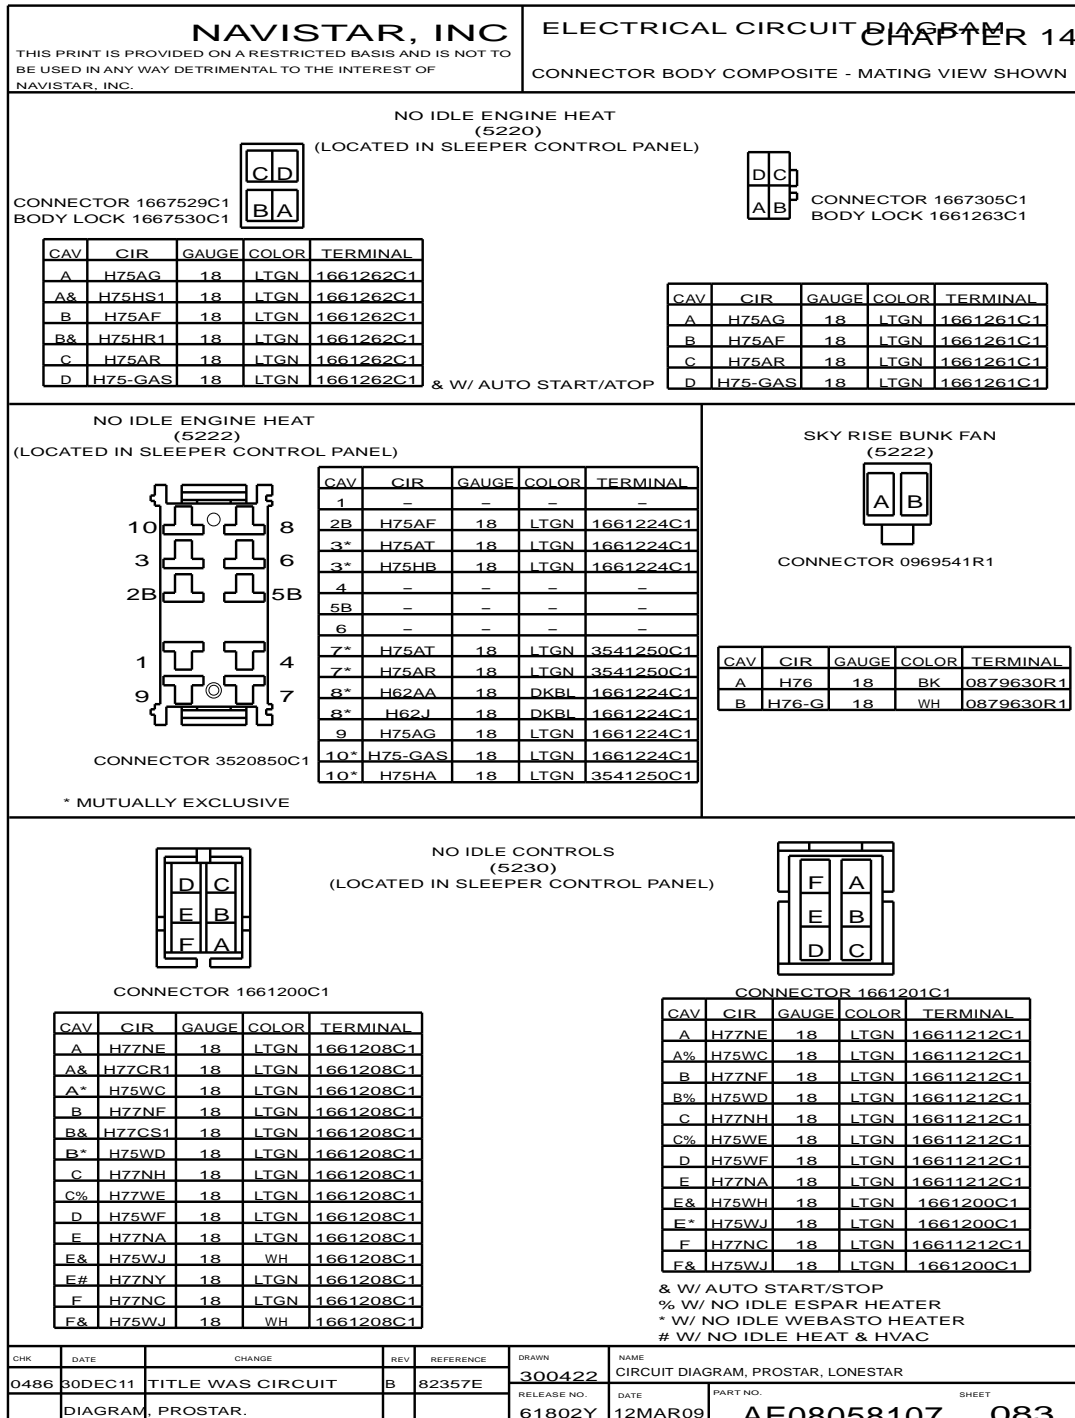 NAVISTAR, INC
THIS PRINT IS PROVIDED ON A RESTRICTED BASIS AND IS NOT TO
BE USED IN ANY WAY DETRIMENTAL TO THE INTEREST OF
NAVISTAR, INC.
ELECTRICAL CIRCUIT DIAGRAM
CHAPTER 14
CONNECTOR BODY COMPOSITE - MATING VIEW SHOWN
NO IDLE ENGINE HEAT
(5220)
(LOCATED IN SLEEPER CONTROL PANEL)
C D
B A
CONNECTOR 1667529C1
BODY LOCK 1667530C1
D C
A B
CONNECTOR 1667305C1
BODY LOCK 1661263C1
CAV CIR GAUGE COLOR TERMINAL
A H75AG 18 LTGN 1661262C1
A& H75HS1 18 LTGN 1661262C1
B H75AF 18 LTGN 1661262C1
B& H75HR1 18 LTGN 1661262C1
C H75AR 18 LTGN 1661262C1
D H75-GAS 18 LTGN 1661262C1
& W/ AUTO START/ATOP
CAV CIR GAUGE COLOR TERMINAL
A H75AG 18 LTGN 1661261C1
B H75AF 18 LTGN 1661261C1
C H75AR 18 LTGN 1661261C1
D H75-GAS 18 LTGN 1661261C1
NO IDLE ENGINE HEAT
(5222)
(LOCATED IN SLEEPER CONTROL PANEL)
10 8
3 6
2B 5B
1 4
9 7
CONNECTOR 3520850C1
* MUTUALLY EXCLUSIVE
CAV CIR GAUGE COLOR TERMINAL
1 – – – –
2B H75AF 18 LTGN 1661224C1
3* H75AT 18 LTGN 1661224C1
3* H75HB 18 LTGN 1661224C1
4 – – – –
5B – – – –
6 – – – –
7* H75AT 18 LTGN 3541250C1
7* H75AR 18 LTGN 3541250C1
8* H62AA 18 DKBL 1661224C1
8* H62J 18 DKBL 1661224C1
9 H75AG 18 LTGN 1661224C1
10* H75-GAS 18 LTGN 1661224C1
10* H75HA 18 LTGN 3541250C1
SKY RISE BUNK FAN
(5222)
A B
CONNECTOR 0969541R1
CAV CIR GAUGE COLOR TERMINAL
A H76 18 BK 0879630R1
B H76-G 18 WH 0879630R1
NO IDLE CONTROLS
(5230)
(LOCATED IN SLEEPER CONTROL PANEL)
D C
E B
F A
CONNECTOR 1661200C1
F A
E B
D C
CONNECTOR 1661201C1
CAV CIR GAUGE COLOR TERMINAL
A H77NE 18 LTGN 1661208C1
A& H77CR1 18 LTGN 1661208C1
A* H75WC 18 LTGN 1661208C1
B H77NF 18 LTGN 1661208C1
B& H77CS1 18 LTGN 1661208C1
B* H75WD 18 LTGN 1661208C1
C H77NH 18 LTGN 1661208C1
C% H77WE 18 LTGN 1661208C1
D H75WF 18 LTGN 1661208C1
E H77NA 18 LTGN 1661208C1
E& H75WJ 18 WH 1661208C1
E# H77NY 18 LTGN 1661208C1
F H77NC 18 LTGN 1661208C1
F& H75WJ 18 WH 1661208C1
CAV CIR GAUGE COLOR TERMINAL
A H77NE 18 LTGN 16611212C1
A% H75WC 18 LTGN 16611212C1
B H77NF 18 LTGN 16611212C1
B% H75WD 18 LTGN 16611212C1
C H77NH 18 LTGN 16611212C1
C% H75WE 18 LTGN 16611212C1
D H75WF 18 LTGN 16611212C1
E H77NA 18 LTGN 16611212C1
E& H75WH 18 LTGN 1661200C1
E* H75WJ 18 LTGN 1661200C1
F H77NC 18 LTGN 16611212C1
F& H75WJ 18 LTGN 1661200C1
& W/ AUTO START/STOP
% W/ NO IDLE ESPAR HEATER
* W/ NO IDLE WEBASTO HEATER
# W/ NO IDLE HEAT & HVAC
CHK DATE CHANGE REV REFERENCE
0486 30DEC11 TITLE WAS CIRCUIT B 82357E
DIAGRAM, PROSTAR.
DRAWN
300422
NAME
CIRCUIT DIAGRAM, PROSTAR, LONESTAR
RELEASE NO.
61802Y
DATE
12MAR09
PART NO.
AE08058107
SHEET
083